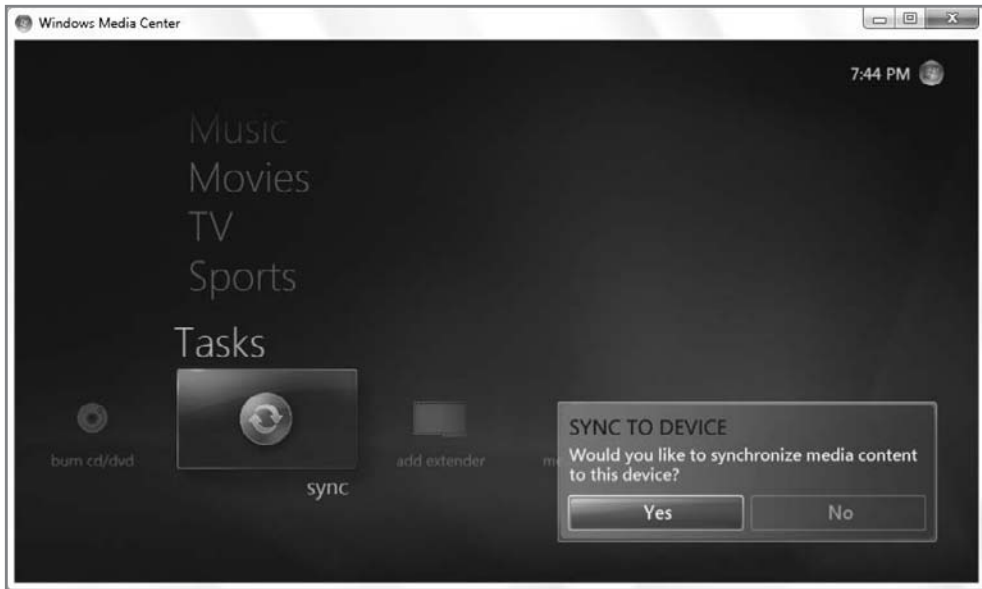 Windows Media Center
7:44 PM
Music
Movies
TV
Sports
Tasks
burn cd/dvd
sync
add extender
SYNC TO DEVICE
Would you like to synchronize media content
to this device?
Yes
No